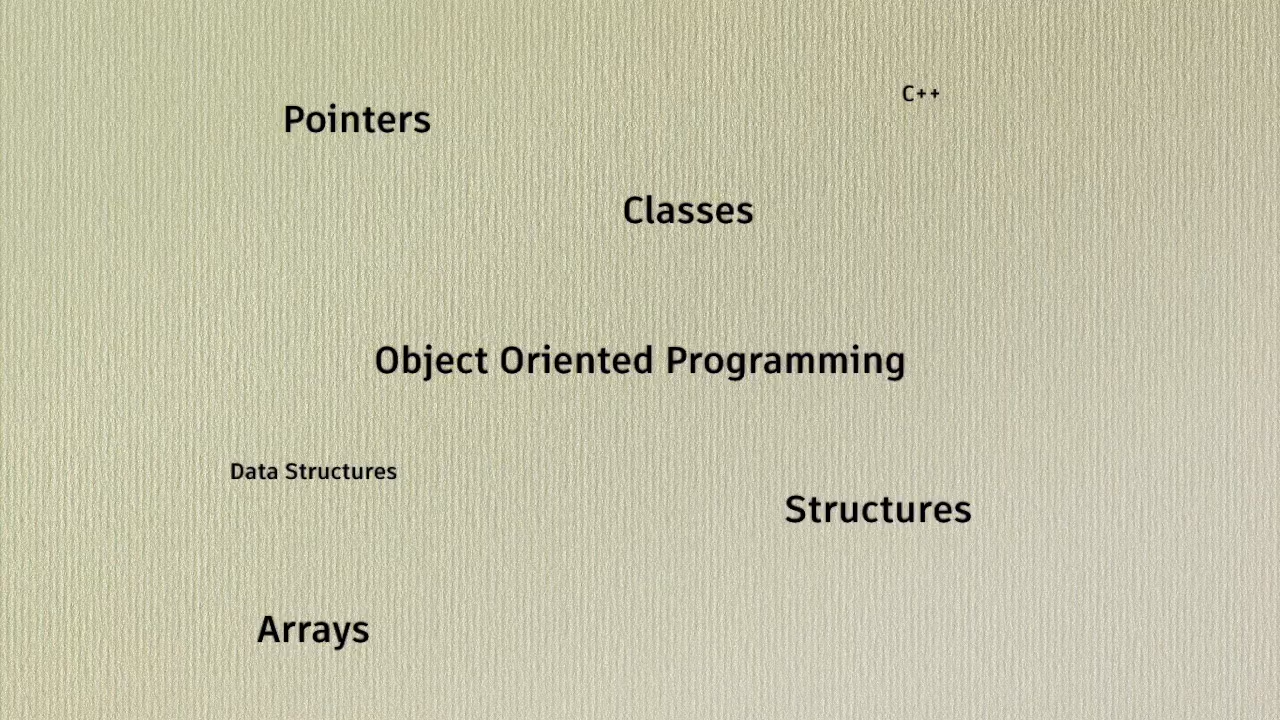 C++
Pointers
Classes
Object Oriented Programming
Data Structures
Structures
Arrays